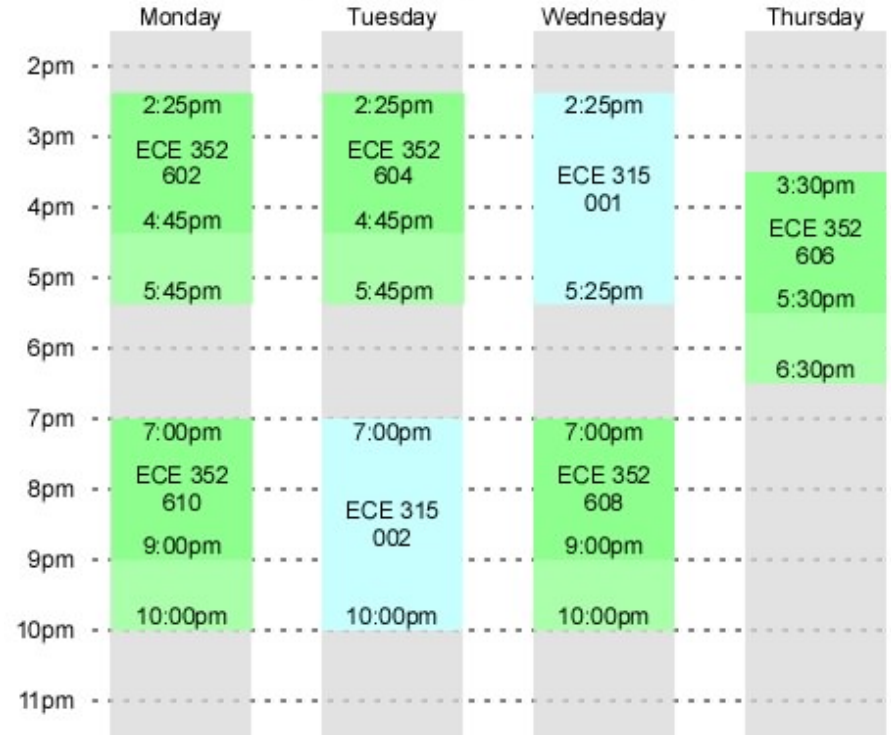 Monday Tuesday Wednesday Thursday
2pm
3pm
4pm
5pm
6pm
7pm
8pm
9pm
10pm
11pm
2:25pm
ECE 352
602
4:45pm
5:45pm
7:00pm
ECE 352
610
9:00pm
10:00pm
2:25pm
ECE 352
604
4:45pm
5:45pm
7:00pm
ECE 315
002
10:00pm
2:25pm
ECE 315
001
5:25pm
7:00pm
ECE 352
608
9:00pm
10:00pm
3:30pm
ECE 352
606
5:30pm
6:30pm